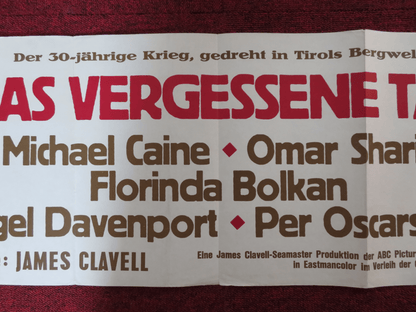 Der 30-jährige Krieg, gedreht in Tirols Bergwel
AS VERGESSENE T
Michael Caine ♦ Omar Shari
Florinda Bolkan
gel Davenport ♦ Per Oscars
: JAMES CLAVELL
Eine James Clavell-Seamaster Produktion der ABC Pictur
in Eastmancolor im Verleih der